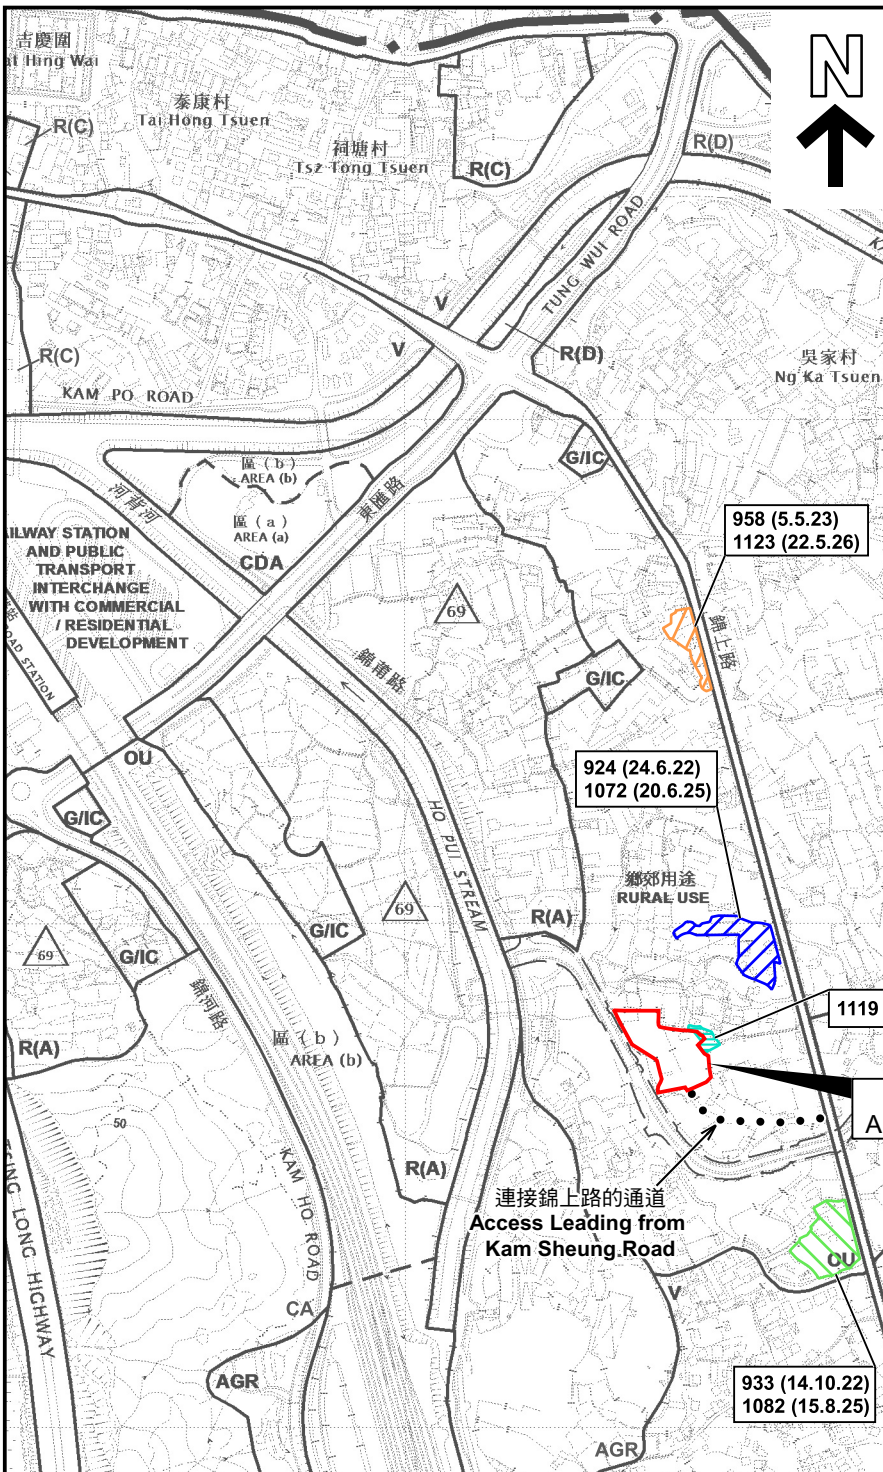 吉慶圍
at Hing Wai
N
泰康村
Tai Hong Tsuen
R(C)
祠塘村
Tsz Tong Tsuen
R(C)
R(D)
TUNG WUI ROAD
V
V
R(D)
R(C)
KAM PO ROAD
吳家村
Ng Ka Tsuen
G/IC
區 ( b )
AREA (b)
河背河
東匯路
區 ( a )
AREA (a)
CDA
AILWAY STATION
AND PUBLIC
TRANSPORT
INTERCHANGE
WITH COMMERCIAL
/ RESIDENTIAL
DEVELOPMENT
OAD STATION
958 (5.5.23)
1123 (22.5.26)
69
錦上路
錦莆路
G/IC
OU
924 (24.6.22)
1072 (20.6.25)
G/IC
HO PUI STREAM
鄉郊用途
RURAL USE
69
R(A)
G/IC
69
G/IC
錦河路
1119
區 ( b )
AREA (b)
R(A)
A
50
R(A)
KAM HO ROAD
TSING LONG HIGHWAY
連接錦上路的通道
Access Leading from
Kam Sheung Road
OU
V
CA
AGR
933 (14.10.22)
1082 (15.8.25)
AGR